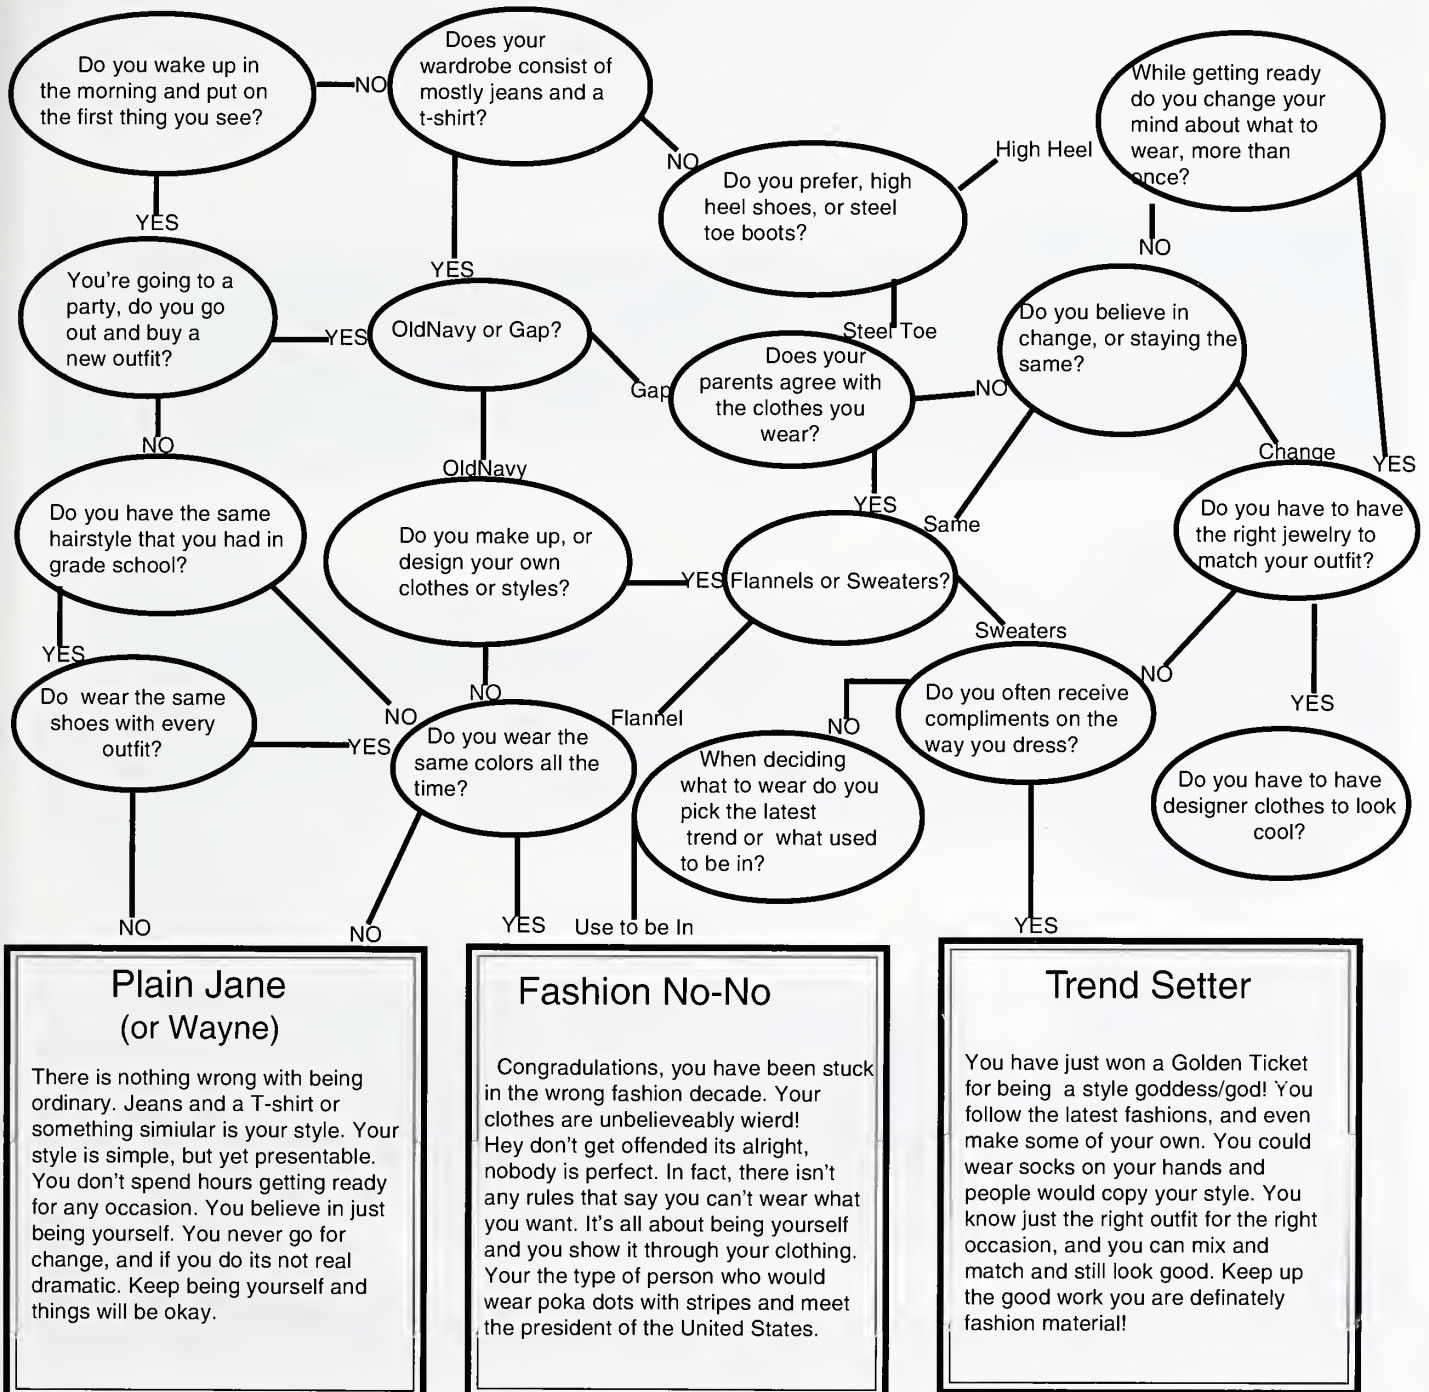 Do you wake up in
the morning and put on
the first thing you see?
NO
Does your
wardrobe consist of
mostly jeans and a
t-shirt?
NO
Do you prefer, high
heel shoes, or steel
toe boots?
High Heel
While getting ready
do you change your
mind about what to
wear, more than
once?
YES
YES
NO
You're going to a
party, do you go
out and buy a
new outfit?
YES
OldNavy or Gap?
Gap
Steel Toe
Does your
parents agree with
the clothes you
wear?
NO
Do you believe in
change, or staying the
same?
NO
OldNavy
YES
Same
Change
YES
Do you have the same
hairstyle that you had in
grade school?
Do you make up, or
design your own
clothes or styles?
YES
Flannels or Sweaters?
Do you have to have
the right jewelry to
match your outfit?
YES
NO
NO
Flannel
Sweaters
NO
YES
Do wear the same
shoes with every
outfit?
YES
Do you wear the
same colors all the
time?
NO
When deciding
what to wear do you
pick the latest
trend or what used
to be in?
Do you often receive
compliments on the
way you dress?
Do you have to have
designer clothes to look
cool?
NO
NO
YES
Use to be In
YES
Plain Jane
(or Wayne)
There is nothing wrong with being
ordinary. Jeans and a T-shirt or
something simiular is your style. Your
style is simple, but yet presentable.
You don't spend hours getting ready
for any occasion. You believe in just
being yourself. You never go for
change, and if you do its not real
dramatic. Keep being yourself and
things will be okay.
Fashion No-No
Congradulations, you have been stuck
in the wrong fashion decade. Your
clothes are unbelieveably wierd!
Hey don't get offended its alright,
nobody is perfect. In fact, there isn't
any rules that say you can't wear what
you want. It's all about being yourself
and you show it through your clothing.
Your the type of person who would
wear poka dots with stripes and meet
the president of the United States.
Trend Setter
You have just won a Golden Ticket
for being a style goddess/god! You
follow the latest fashions, and even
make some of your own. You could
wear socks on your hands and
people would copy your style. You
know just the right outfit for the right
occasion, and you can mix and
match and still look good. Keep up
the good work you are definately
fashion material!